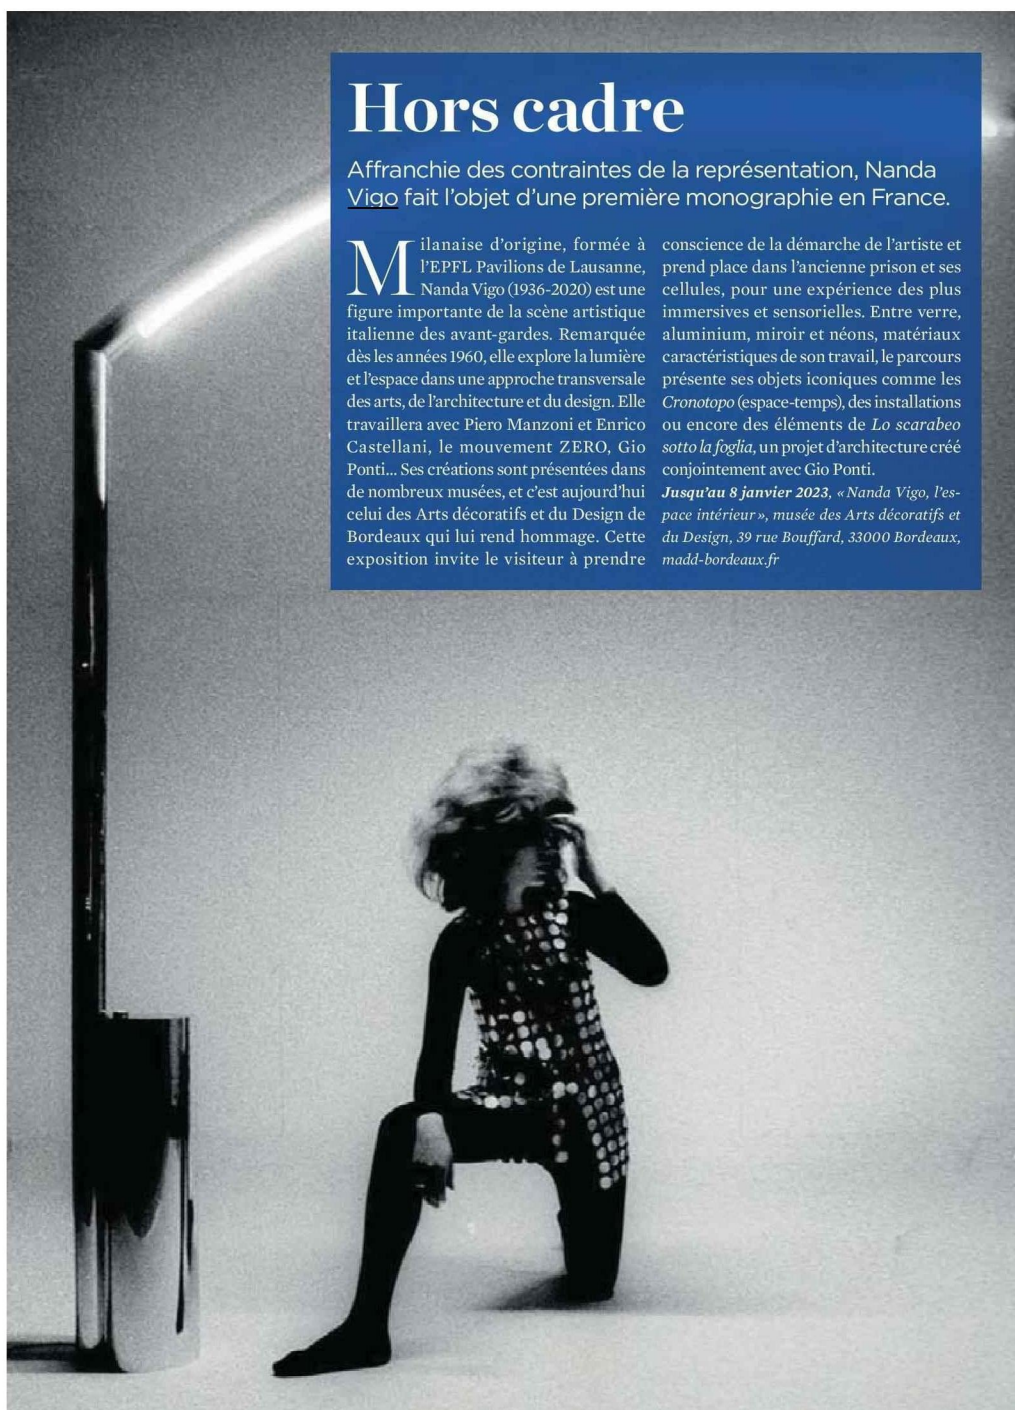 Hors cadre
Affranchie des contraintes de la représentation, Nanda
Vigo fait l'objet d'une première monographie en France.
Milanaise d'origine, formée à
l'EPFL Pavilions de Lausanne,
Nanda Vigo (1936-2020) est une
figure importante de la scène artistique
italienne des avant-gardes. Remarquée
dès les années 1960, elle explore la lumière
et l'espace dans une approche transversale
des arts, de l'architecture et du design. Elle
travaillera avec Piero Manzoni et Enrico
Castellani, le mouvement ZERO, Gio
Ponti... Ses créations sont présentées dans
de nombreux musées, et c'est aujourd'hui
celui des Arts décoratifs et du Design de
Bordeaux qui lui rend hommage. Cette
exposition invite le visiteur à prendre
conscience de la démarche de l'artiste et
prend place dans l'ancienne prison et ses
cellules, pour une expérience des plus
immersives et sensorielles. Entre verre,
aluminium, miroir et néons, matériaux
caractéristiques de son travail, le parcours
présente ses objets iconiques comme les
Cronotopo (espace-temps), des installations
ou encore des éléments de Lo scarabeo
sotto la foglia, un projet d'architecture créé
conjointement avec Gio Ponti.
Jusqu'au 8 janvier 2023, « Nanda Vigo, l'es-
pace intérieur », musée des Arts décoratifs et
du Design, 39 rue Bouffard, 33000 Bordeaux,
madd-bordeaux.fr